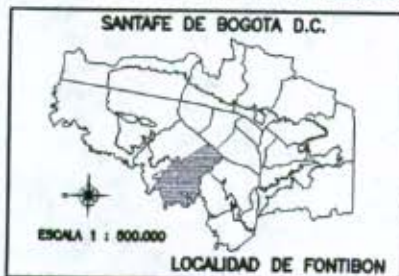 SANTAFE DE BOGOTA D.C.
ESCALA 1 : 500.000
LOCALIDAD DE FONTIBON